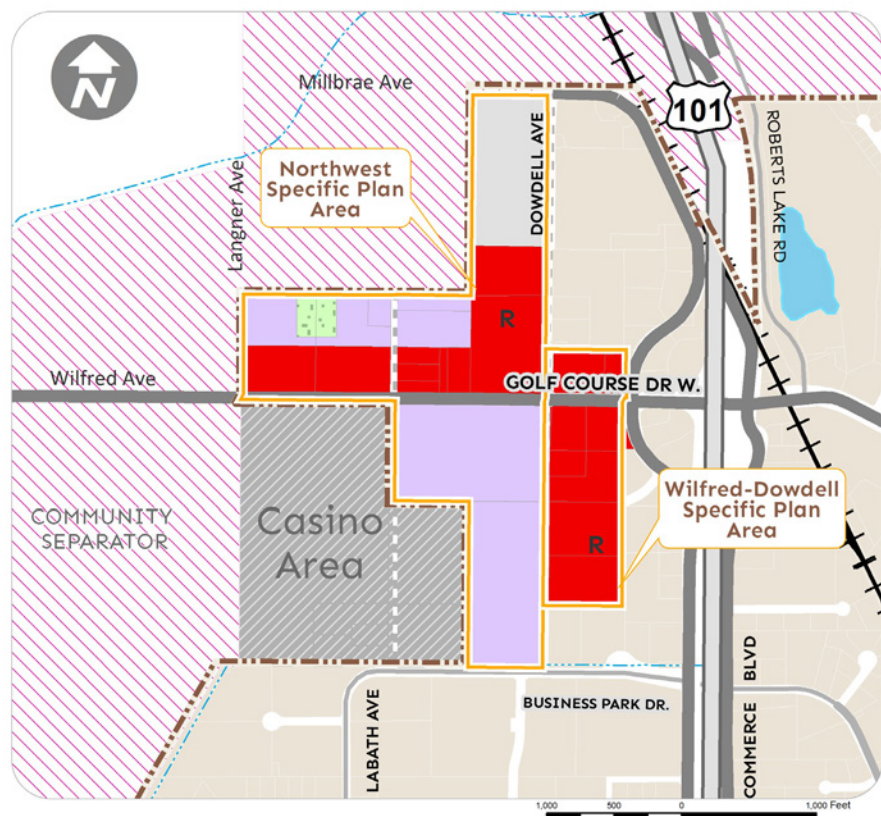 N
Millbrae Ave
101
ROBERTS LAKE RD
DOWDELL AVE
Northwest
Specific Plan
Area
Langner Ave
R
Wilfred Ave
GOLF COURSE DR W.
Wilfred-Dowdell
Specific Plan
Area
COMMUNITY
SEPARATOR
Casino
Area
R
LABATH AVE
BUSINESS PARK DR.
COMMERCE BLVD
1,000 500 0 1,000 Feet